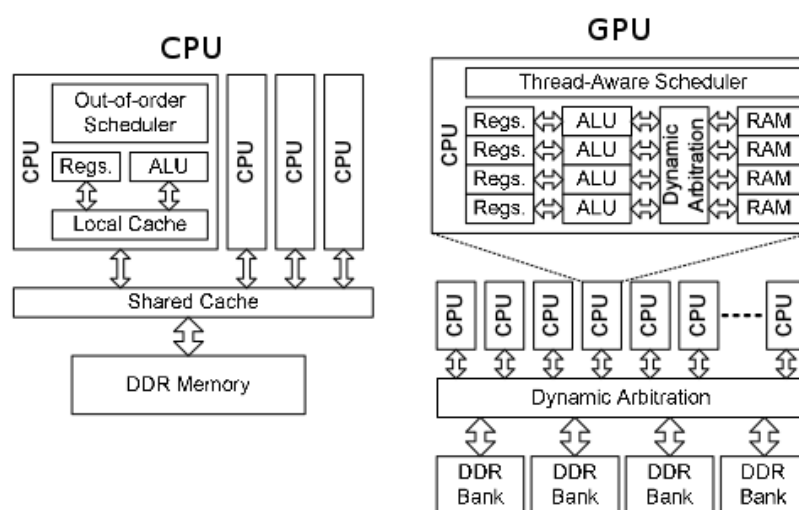 CPU
CPU
Out-of-order
Scheduler
Regs.
ALU
Local Cache
CPU
CPU
CPU
Shared Cache
DDR Memory
GPU
CPU
Thread-Aware Scheduler
Regs.
ALU
Dynamic
Arbitration
RAM
Regs.
ALU
RAM
Regs.
ALU
RAM
Regs.
ALU
RAM
CPU
CPU
CPU
CPU
CPU
CPU
CPU
Dynamic Arbitration
DDR
Bank
DDR
Bank
DDR
Bank
DDR
Bank